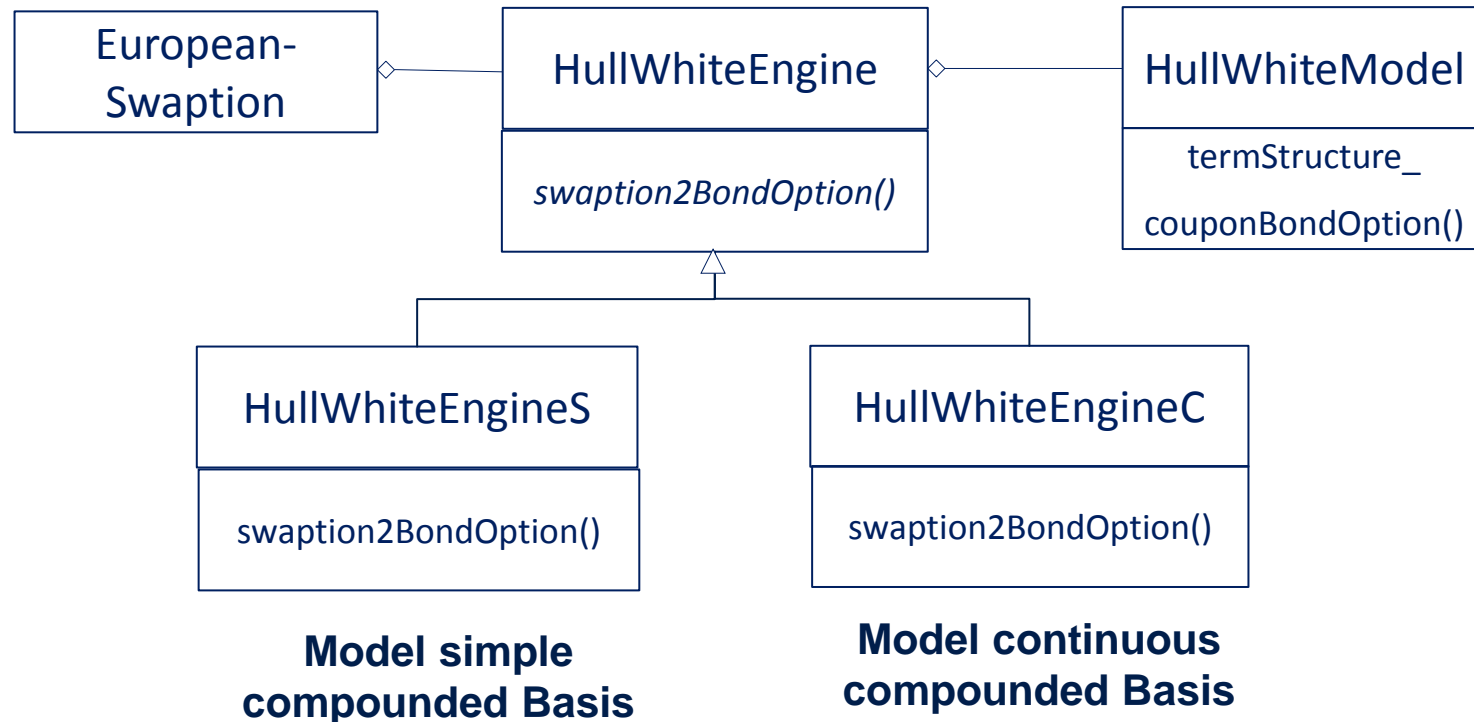 European-
Swaption
HullWhiteEngine
swaption2BondOption()
HullWhiteModel
termStructure_
couponBondOption()
HullWhiteEngineS
swaption2BondOption()
HullWhiteEngineC
swaption2BondOption()
Model simple
compounded Basis
Model continuous
compounded Basis